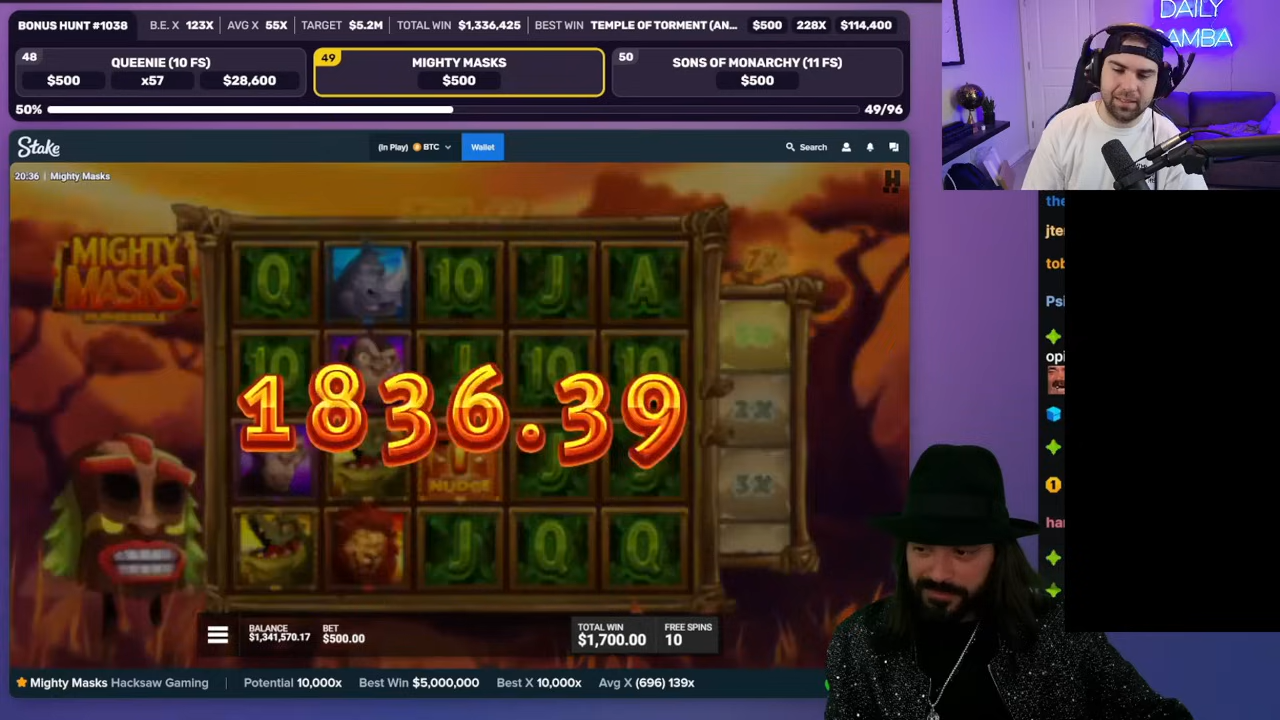 BONUS HUNT #1038 B.E. X 123X AVG X 55X TARGET $5.2M TOTAL WIN $1,336,425 BEST WIN TEMPLE OF TORMENT (AN... $500 228X $114,400
48 QUEENIE (10 FS)
$500 x57 $28,600
49 MIGHTY MASKS
$500
50 SONS OF MONARCHY (11 FS)
$500
50% 49/96
DAILY
Stake (In Play) BTC Wallet Search
20:36 | Mighty Masks
MIGHTY
MASKS
Q 10 J A
7X
10 J 10 10
2X
1836.39
NUDGE J J
3X
J Q Q
BALANCE
$1,341,570.17
BET
$500.00
TOTAL WIN
$1,700.00
FREE SPINS
10
Mighty Masks Hacksaw Gaming | Potential 10,000x Best Win $5,000,000 Best X 10,000x Avg X (696) 139x
the
jte
tob
Psi
opi
1
har